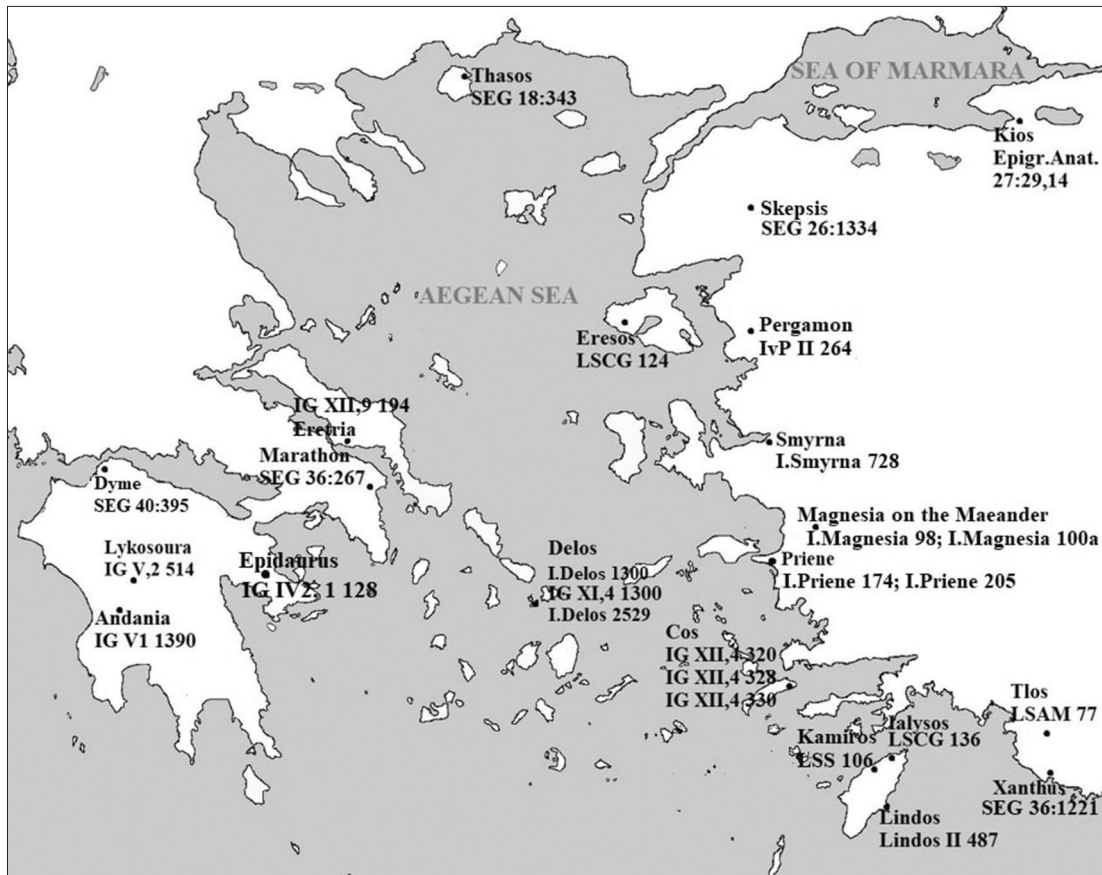 Thasos
SEG 18:343
SEA OF MARMARA
Kios
Epigr.Anat.
27:29,14
Skepsis
SEG 26:1334
AEGEAN SEA
Eresos
LSCG 124
Pergamon
IvP II 264
IG XII,9 194
Eretria
Marathon
SEG 36:267
Smyrna
I.Smyrna 728
Dyme
SEG 40:395
Magnesia on the Maeander
I.Magnesia 98; I.Magnesia 100a
Lykosoura
IG V,2 514
Epidaurus
IG IV2, 1 128
Delos
I.Delos 1300
IG XI,4 1300
I.Delos 2529
Priene
I.Priene 174; I.Priene 205
Andania
IG V1 1390
Cos
IG XII,4 320
IG XII,4 328
IG XII,4 330
Tlos
LSAM 77
Ialysos
LSCG 136
Kamiros
LSS 106
Xanthus
SEG 36:1221
Lindos
Lindos II 487